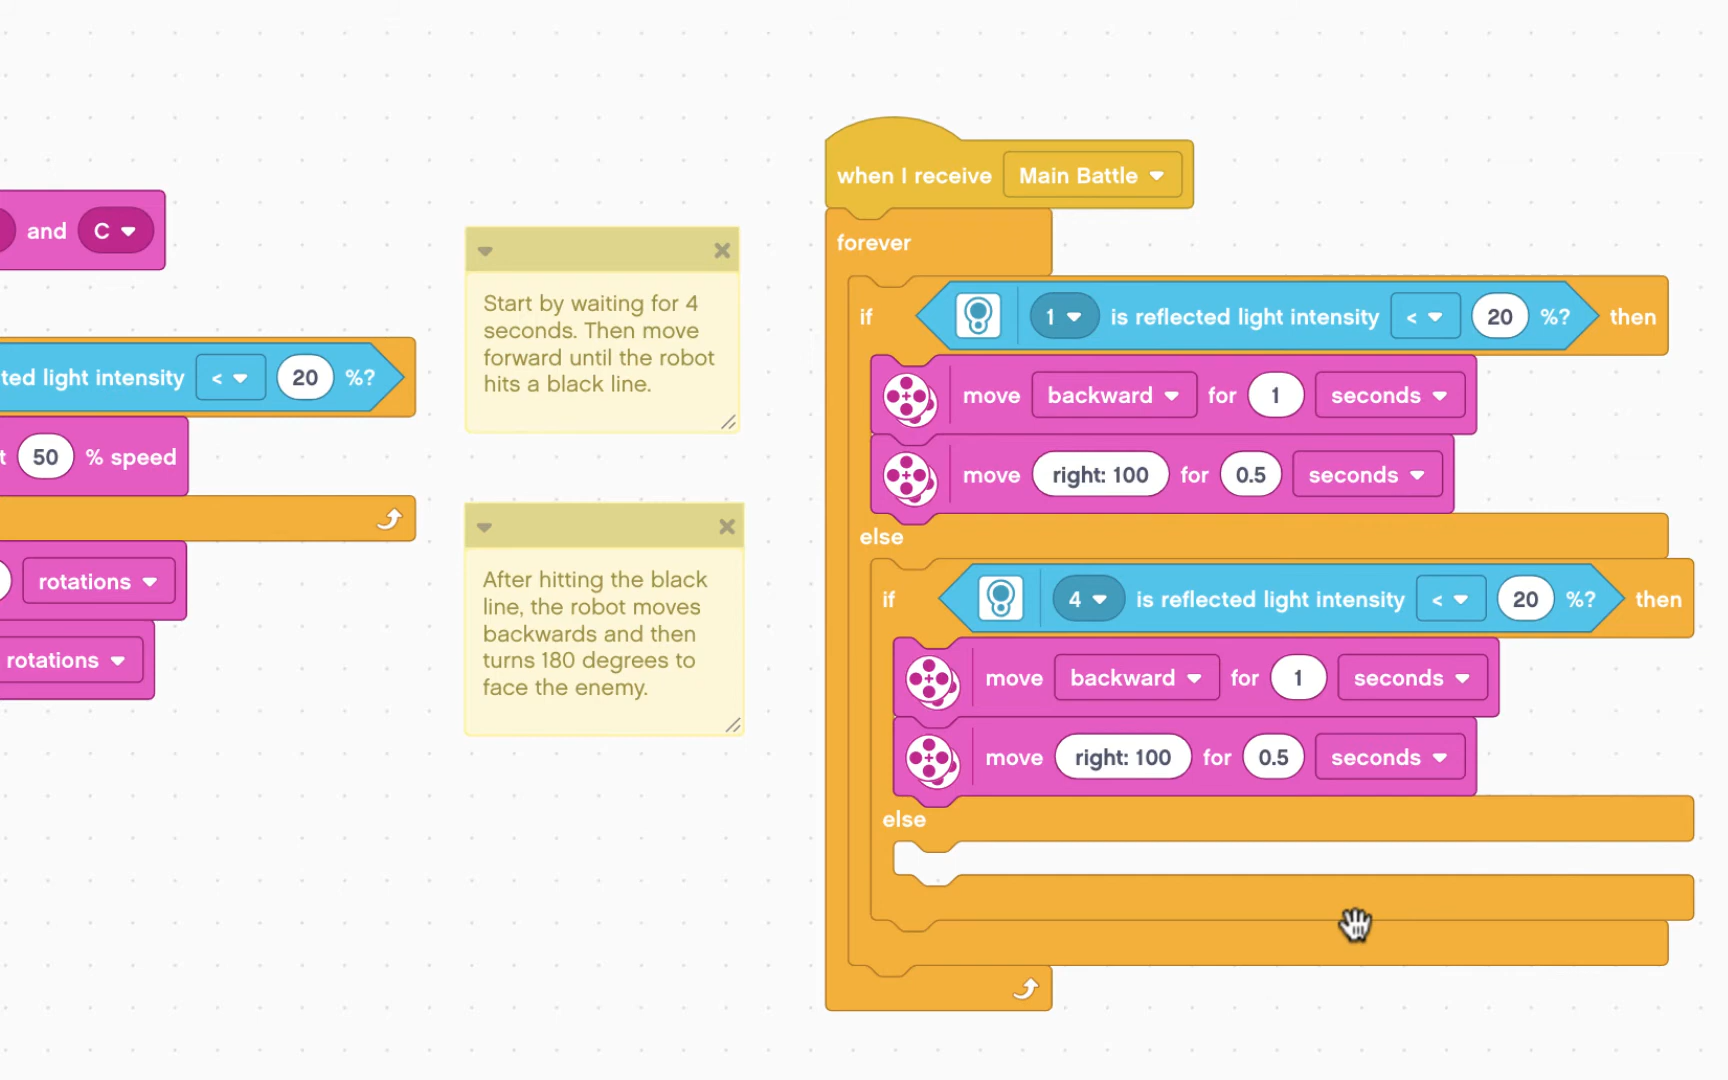 and C
ted light intensity < 20 %?
50 % speed
rotations
rotations
Start by waiting for 4
seconds. Then move
forward until the robot
hits a black line.
After hitting the black
line, the robot moves
backwards and then
turns 180 degrees to
face the enemy.
when I receive Main Battle
forever
if 1 is reflected light intensity < 20 %? then
move backward for 1 seconds
move right: 100 for 0.5 seconds
else
if 4 is reflected light intensity < 20 %? then
move backward for 1 seconds
move right: 100 for 0.5 seconds
else